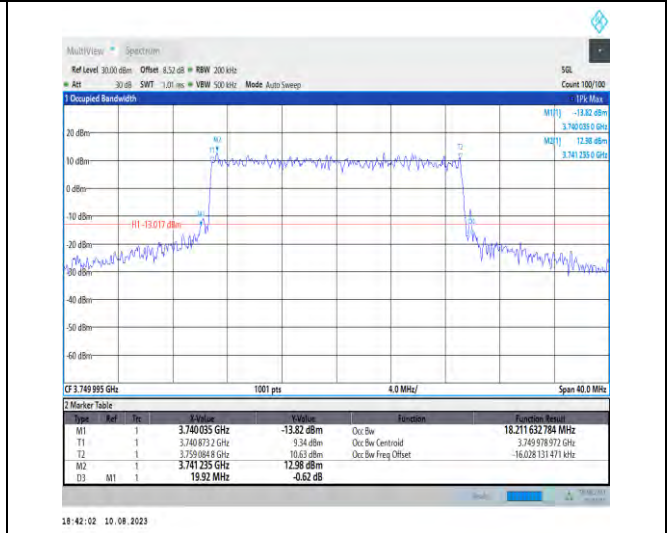 MultiView Spectrum
Ref Level 30.00 dBm Offset 8.52 dB RBW 200 kHz SGL
Att 30 dB SWT 1.01 ms VBW 500 kHz Mode Auto Sweep Count 100/100
1 Occupied Bandwidth 1Pk Max
M1[1] -13.82 dBm
3.740 035 0 GHz
M2[1] 12.98 dBm
3.741 235 0 GHz
20 dBm
M2
T1
T2
10 dBm
0 dBm
-10 dBm
M1
H1 -13.017 dBm
D3
-20 dBm
-30 dBm
-40 dBm
-50 dBm
-60 dBm
CF 3.749 995 GHz 1001 pts 4.0 MHz/ Span 40.0 MHz
2 Marker Table
Type Ref Trc X-Value Y-Value Function Function Result
M1 1 3.740 035 GHz -13.82 dBm Occ Bw 18.211 632 784 MHz
T1 1 3.740 873 2 GHz 9.34 dBm Occ Bw Centroid 3.749 978 972 GHz
T2 1 3.759 084 8 GHz 10.63 dBm Occ Bw Freq Offset -16.028 131 471 kHz
M2 1 3.741 235 GHz 12.98 dBm
D3 M1 1 19.92 MHz -0.62 dB
18:42:02 10.08.2023